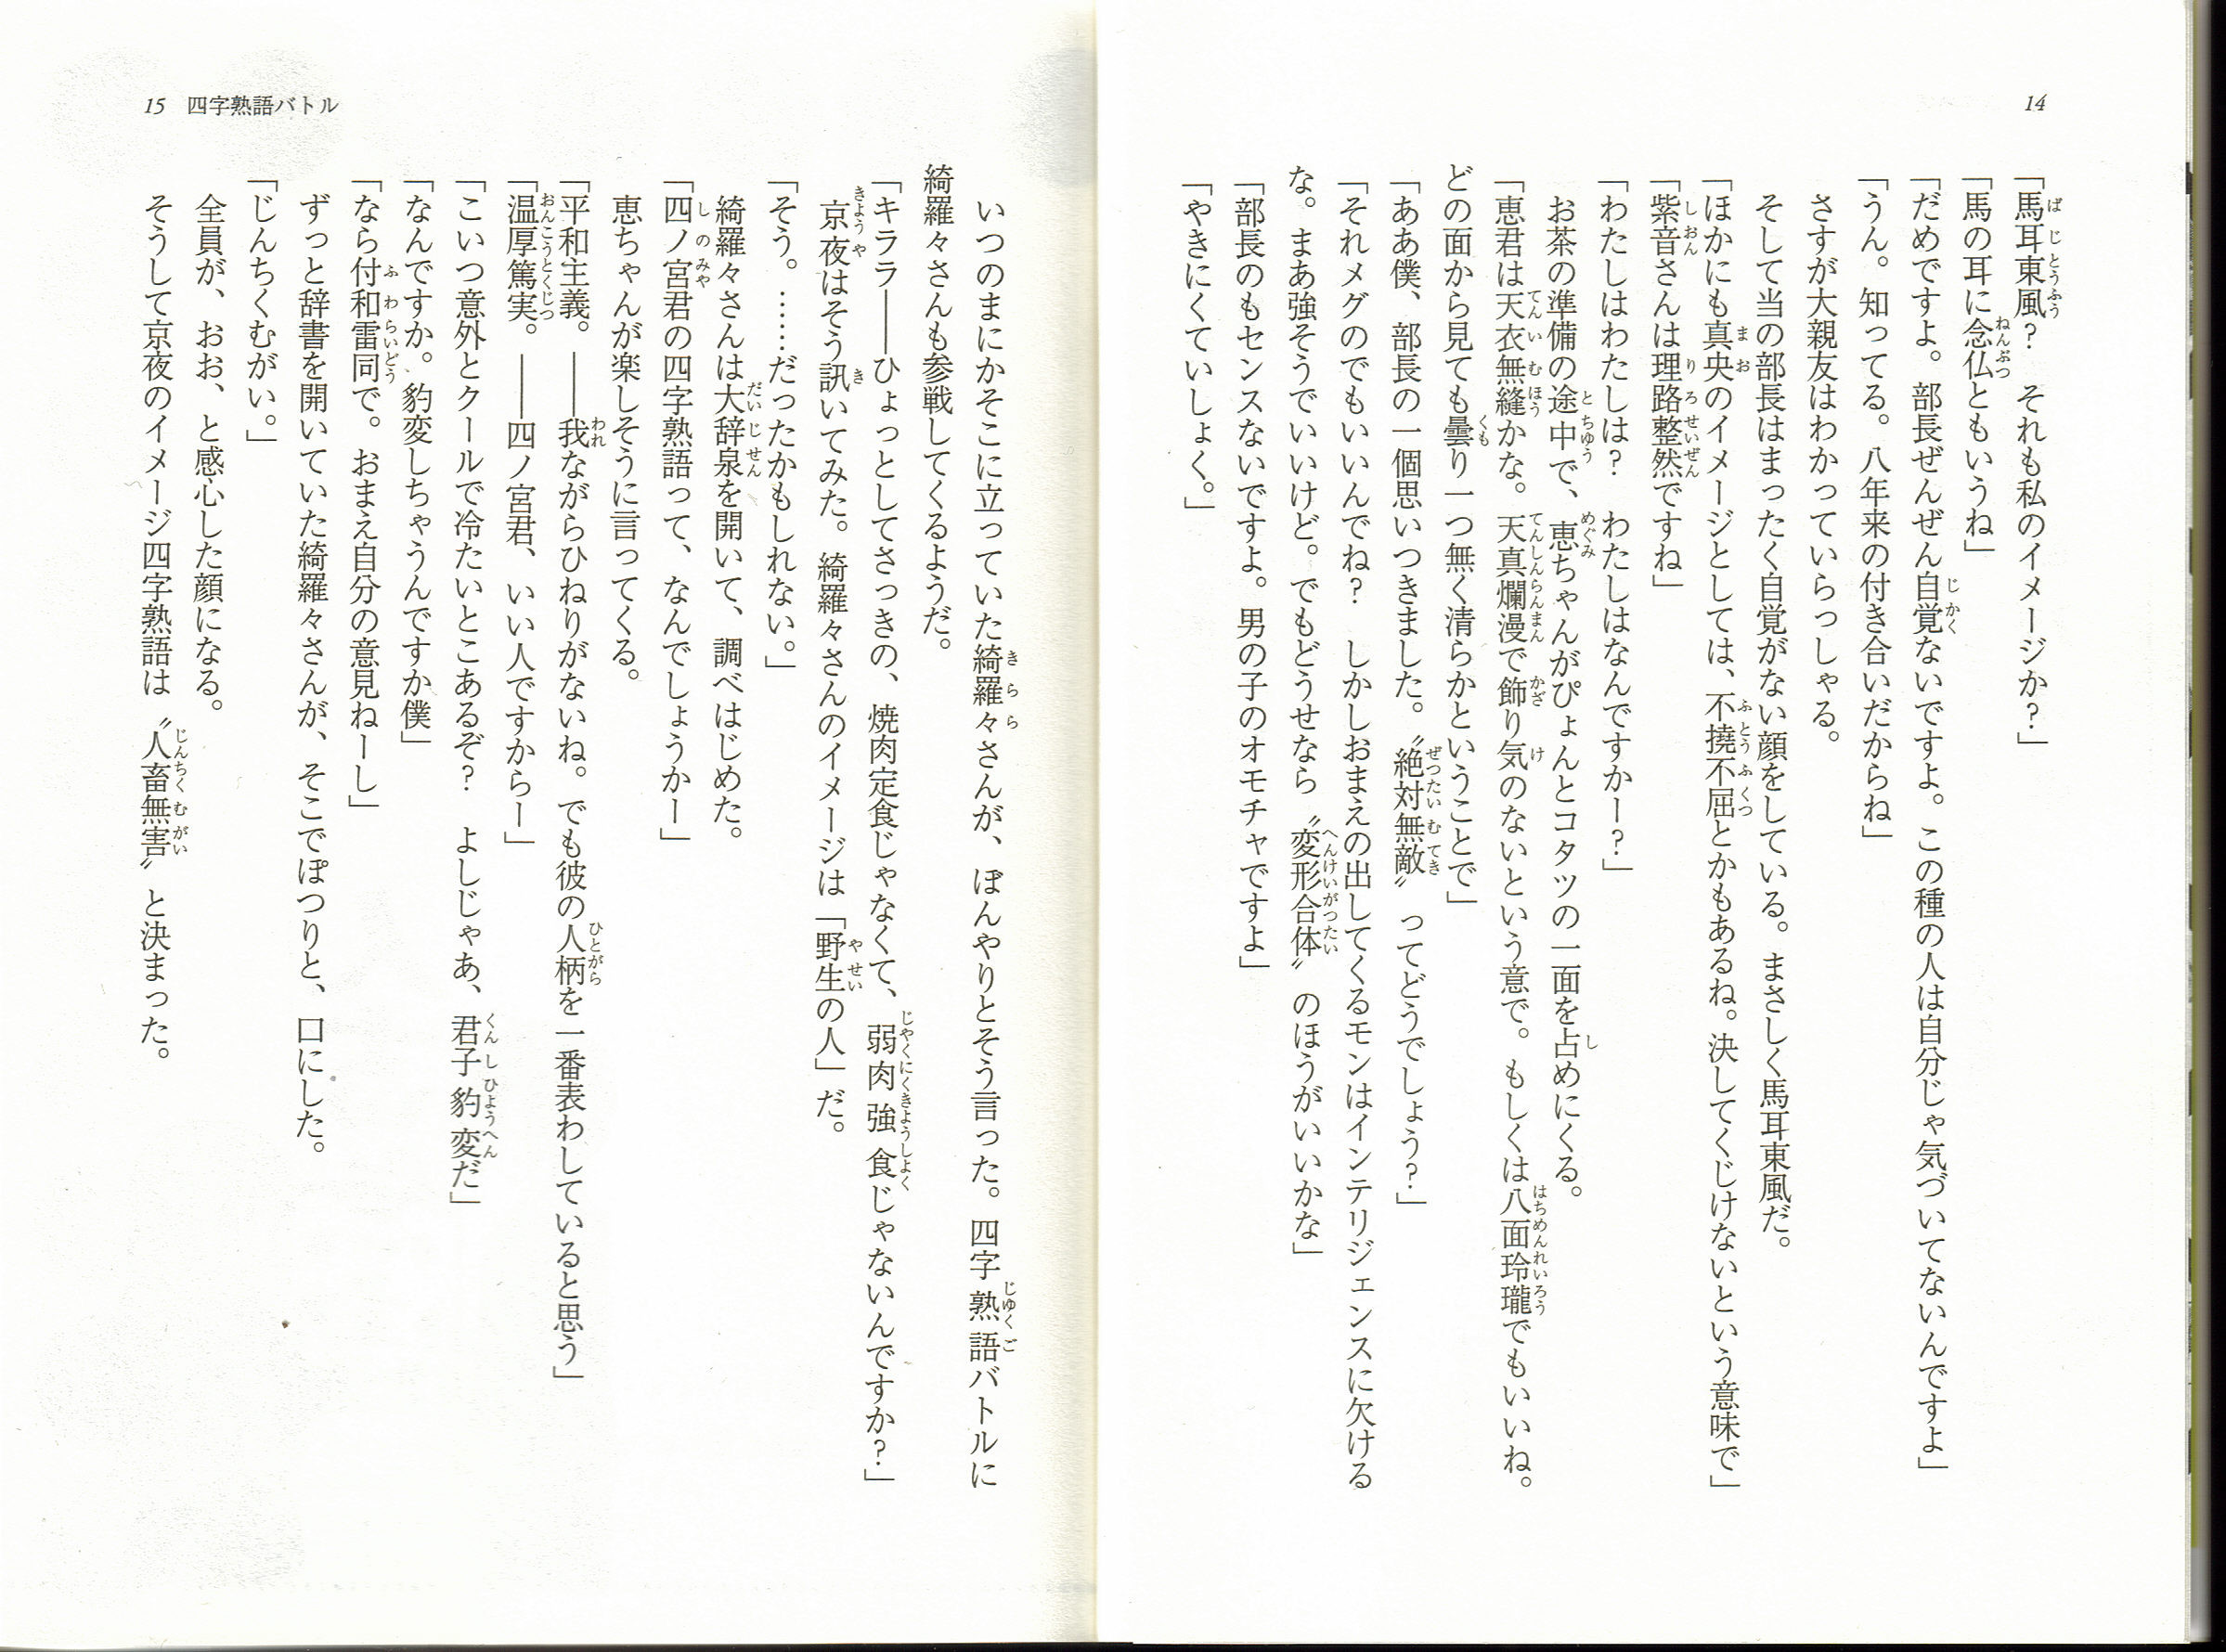 14
「馬耳東風？　それも私のイメージか？」
「馬の耳に念仏ともいうね」
「だめですよ。部長ぜんぜん自覚ないですよ。この種の人は自分じゃ気づいてないんですよ」
「うん。知ってる。八年来の付き合いだからね」
さすが大親友はわかっていらっしゃる。
そして当の部長はまったく自覚がない顔をしている。まさしく馬耳東風だ。
「ほかにも真央のイメージとしては、不撓不屈とかもあるね。決してくじけないという意味で」
「紫音さんは理路整然ですね」
「わたしはわたしは？　わたしはなんですかー？」
お茶の準備の途中で、恵ちゃんがぴょんとコタツの一面を占めにくる。
「恵君は天衣無縫かな。天真爛漫で飾り気のないという意で。もしくは八面玲瓏でもいいね。
どの面から見ても曇り一つ無く清らかということで」
「ああ僕、部長の一個思いつきました。〝絶対無敵〟ってどうでしょう？」
「それメグのでもいいんでね？　しかしおまえの出してくるモンはインテリジェンスに欠ける
な。まあ強そうでいいけど。でもどうせなら〝変形合体〟のほうがいいかな」
「部長のもセンスないですよ。男の子のオモチャですよ」
「やきにくていしょく。」
15　四字熟語バトル
いつのまにかそこに立っていた綺羅々さんが、ぼんやりとそう言った。四字熟語バトルに
綺羅々さんも参戦してくるようだ。
「キララ――ひょっとしてさっきの、焼肉定食じゃなくて、弱肉強食じゃないんですか？」
京夜はそう訊いてみた。綺羅々さんのイメージは「野生の人」だ。
「そう。……だったかもしれない。」
綺羅々さんは大辞泉を開いて、調べはじめた。
「四ノ宮君の四字熟語って、なんでしょうかー」
恵ちゃんが楽しそうに言ってくる。
「平和主義。――我ながらひねりがないね。でも彼の人柄を一番表わしていると思う」
「温厚篤実。――四ノ宮君、いい人ですからー」
「こいつ意外とクールで冷たいとこあるぞ？　よしじゃあ、君子豹変だ」
「なんですか。豹変しちゃうんですか僕」
「なら付和雷同で。おまえ自分の意見ねーし」
ずっと辞書を開いていた綺羅々さんが、そこでぽつりと、口にした。
「じんちくむがい。」
全員が、おお、と感心した顔になる。
そうして京夜のイメージ四字熟語は〝人畜無害〟と決まった。